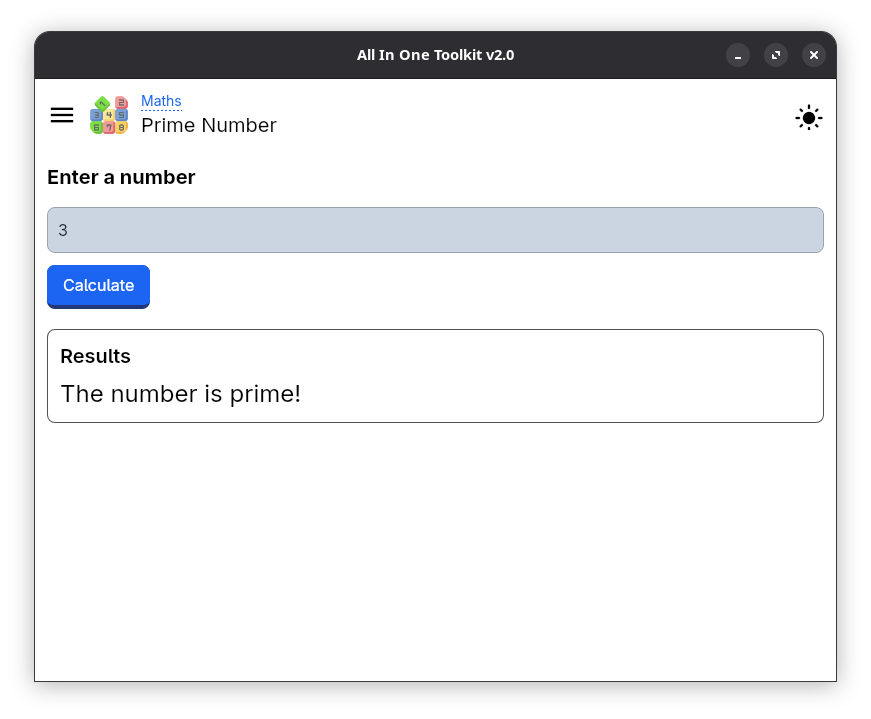 All In One Toolkit v2.0
Maths
Prime Number
Enter a number
3
Calculate
Results
The number is prime!